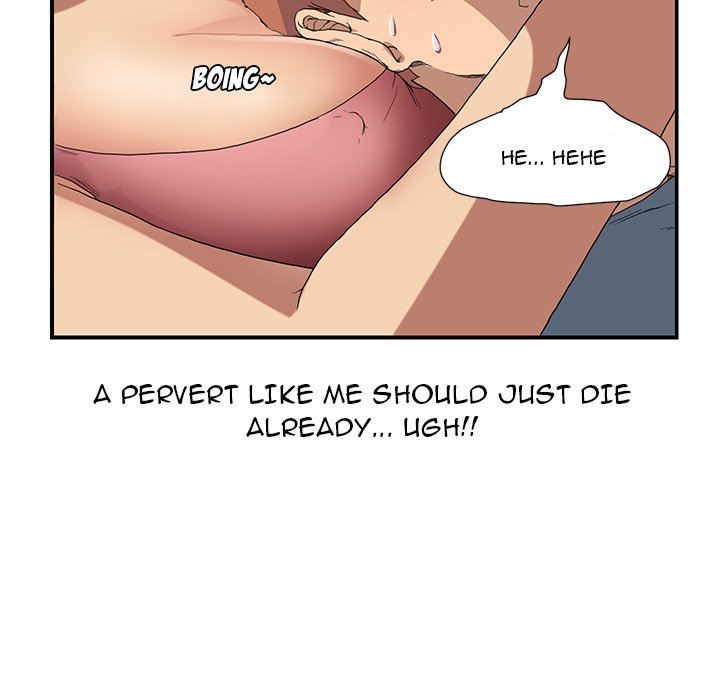 BOING~
HE... HEHE
A PERVERT LIKE ME SHOULD JUST DIE
ALREADY... UGH!!